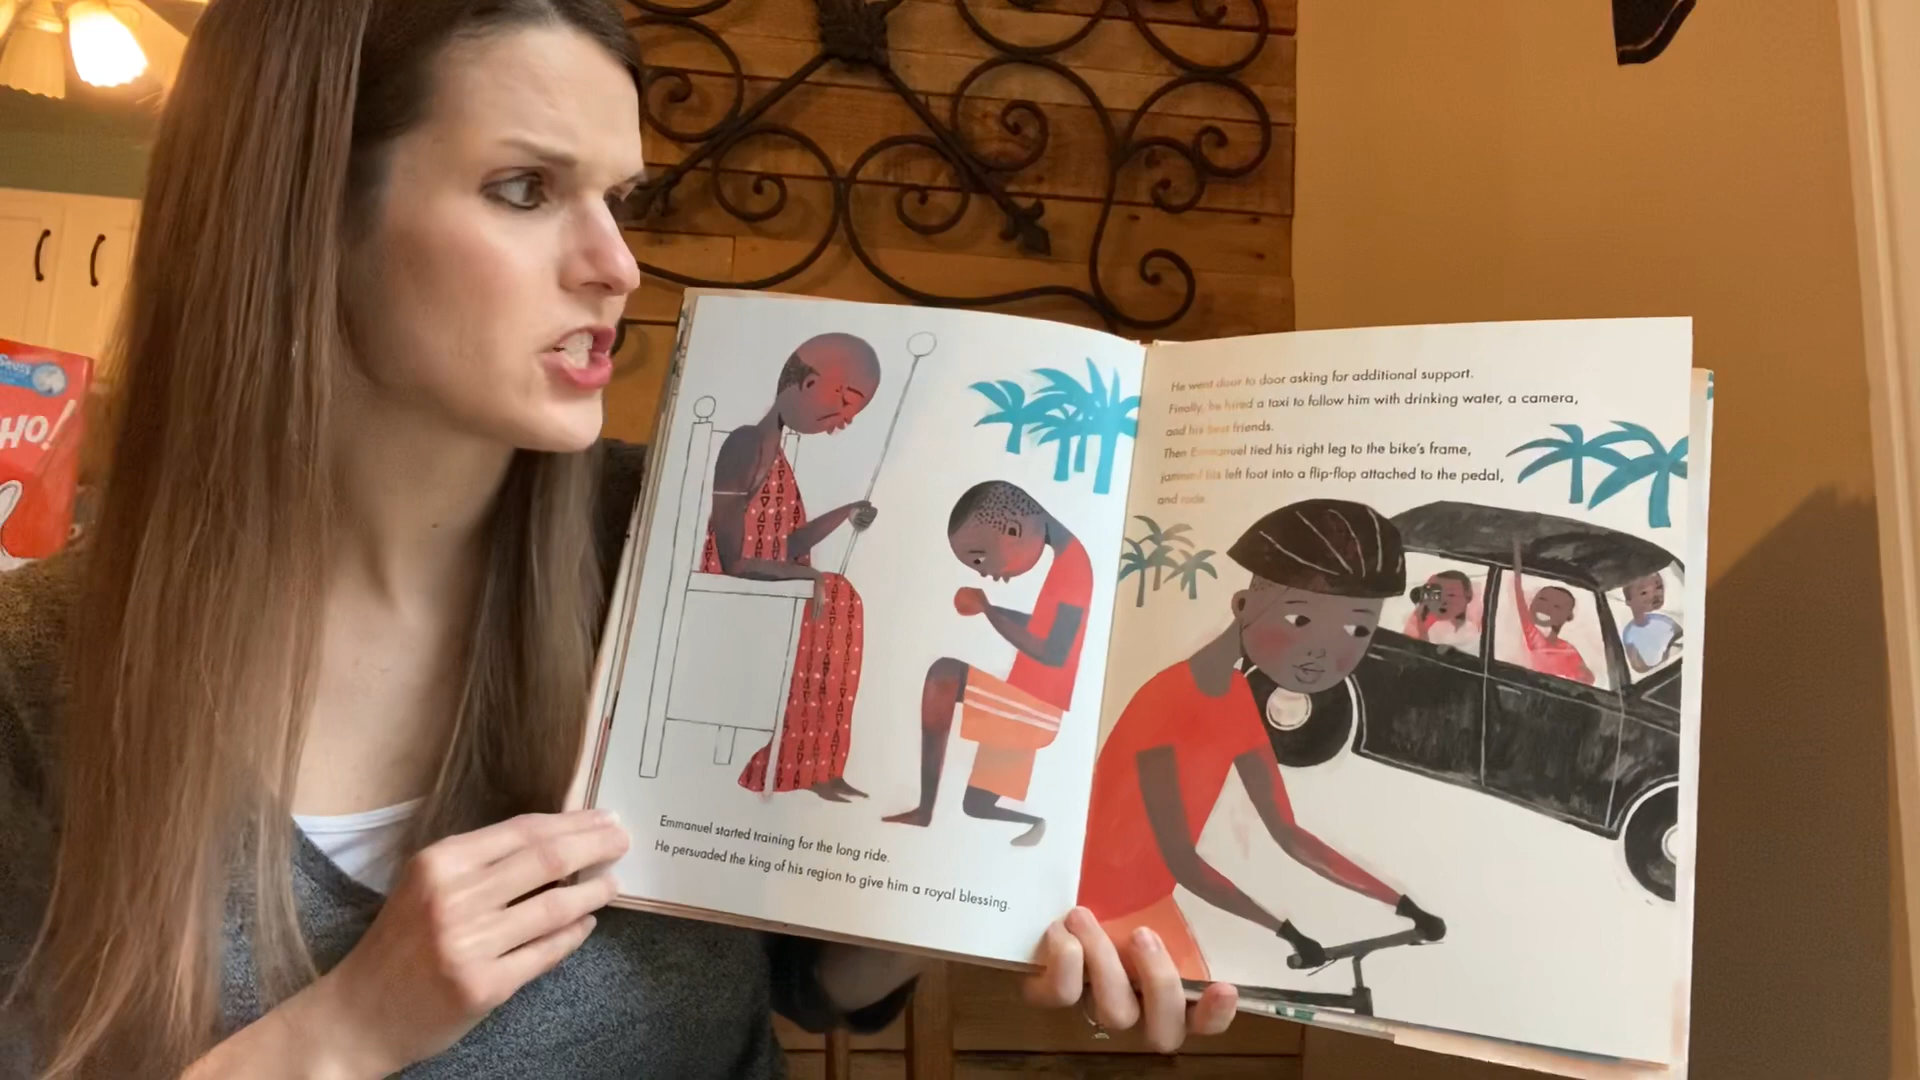 Seuss
HO!
Emmanuel started training for the long ride.
He persuaded the king of his region to give him a royal blessing.
He went door to door asking for additional support.
Finally, he hired a taxi to follow him with drinking water, a camera,
and his best friends.
Then Emmanuel tied his right leg to the bike's frame,
jammed his left foot into a flip-flop attached to the pedal,
and rode.